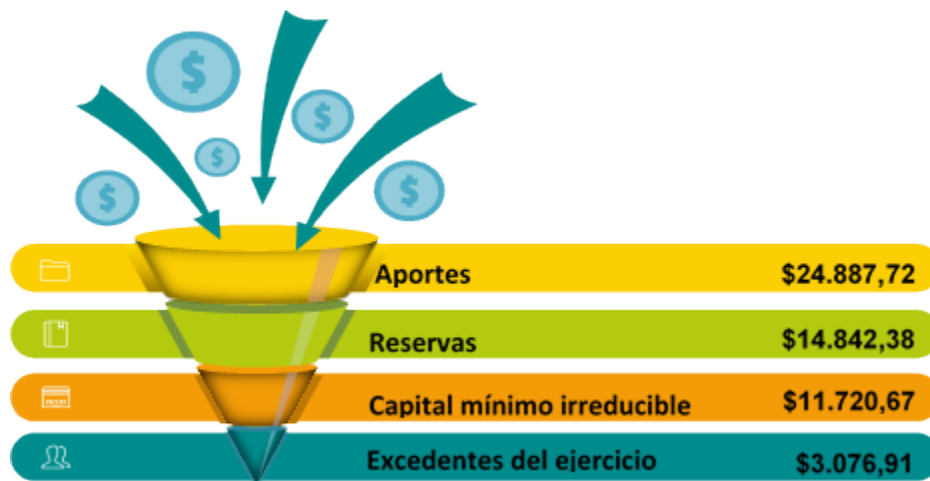 $
$
$
$
$
Aportes $24.887,72
Reservas $14.842,38
Capital mínimo irreducible $11.720,67
Excedentes del ejercicio $3.076,91